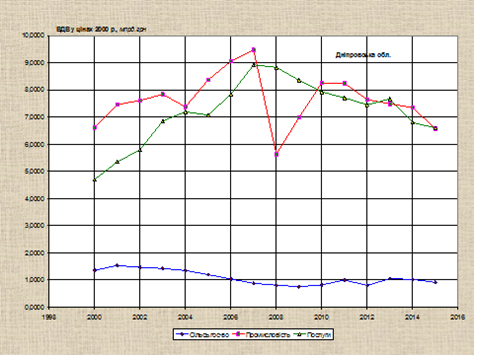 ВДВ у цінах 2000 р., млрд.грн
Дніпровська обл.
10,0000
9,0000
8,0000
7,0000
6,0000
5,0000
4,0000
3,0000
2,0000
1,0000
0,0000
1998 2000 2002 2004 2006 2008 2010 2012 2014 2016
Сільг-во Промисловість Послуги